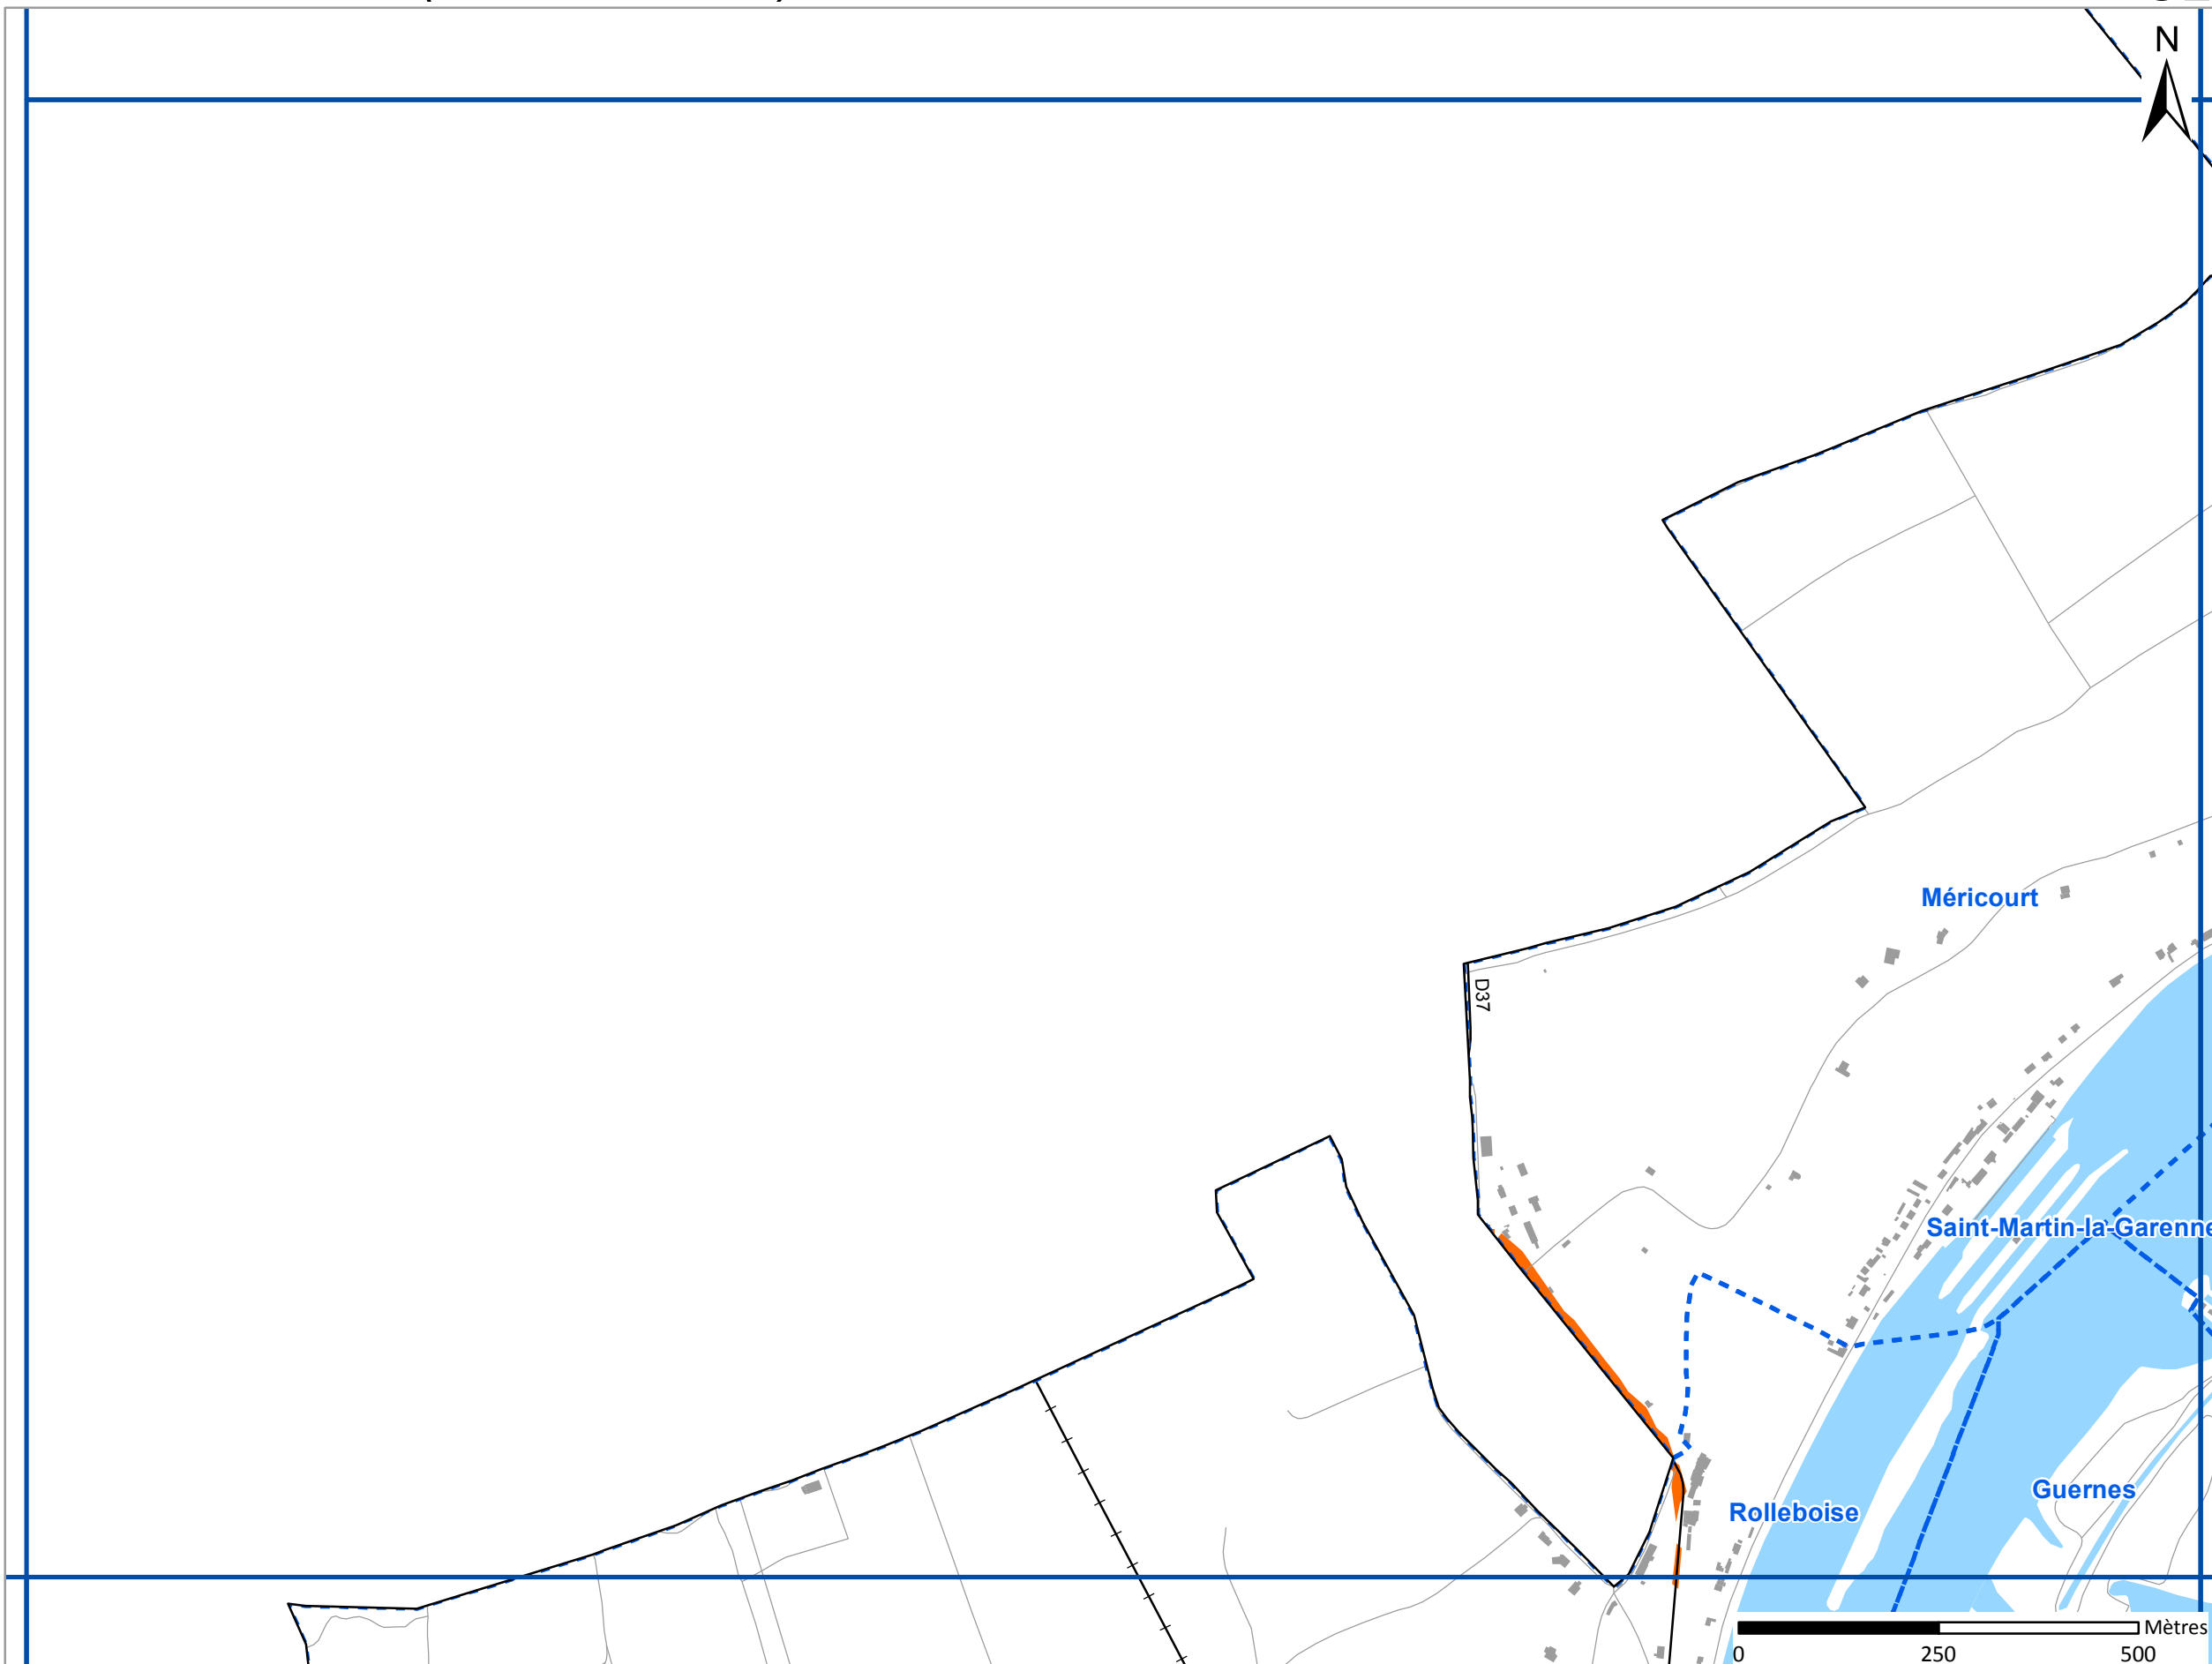 N
Méricourt
D37
Saint-Martin-la-Garenne
Guernes
Rolleboise
Mètres
0 250 500